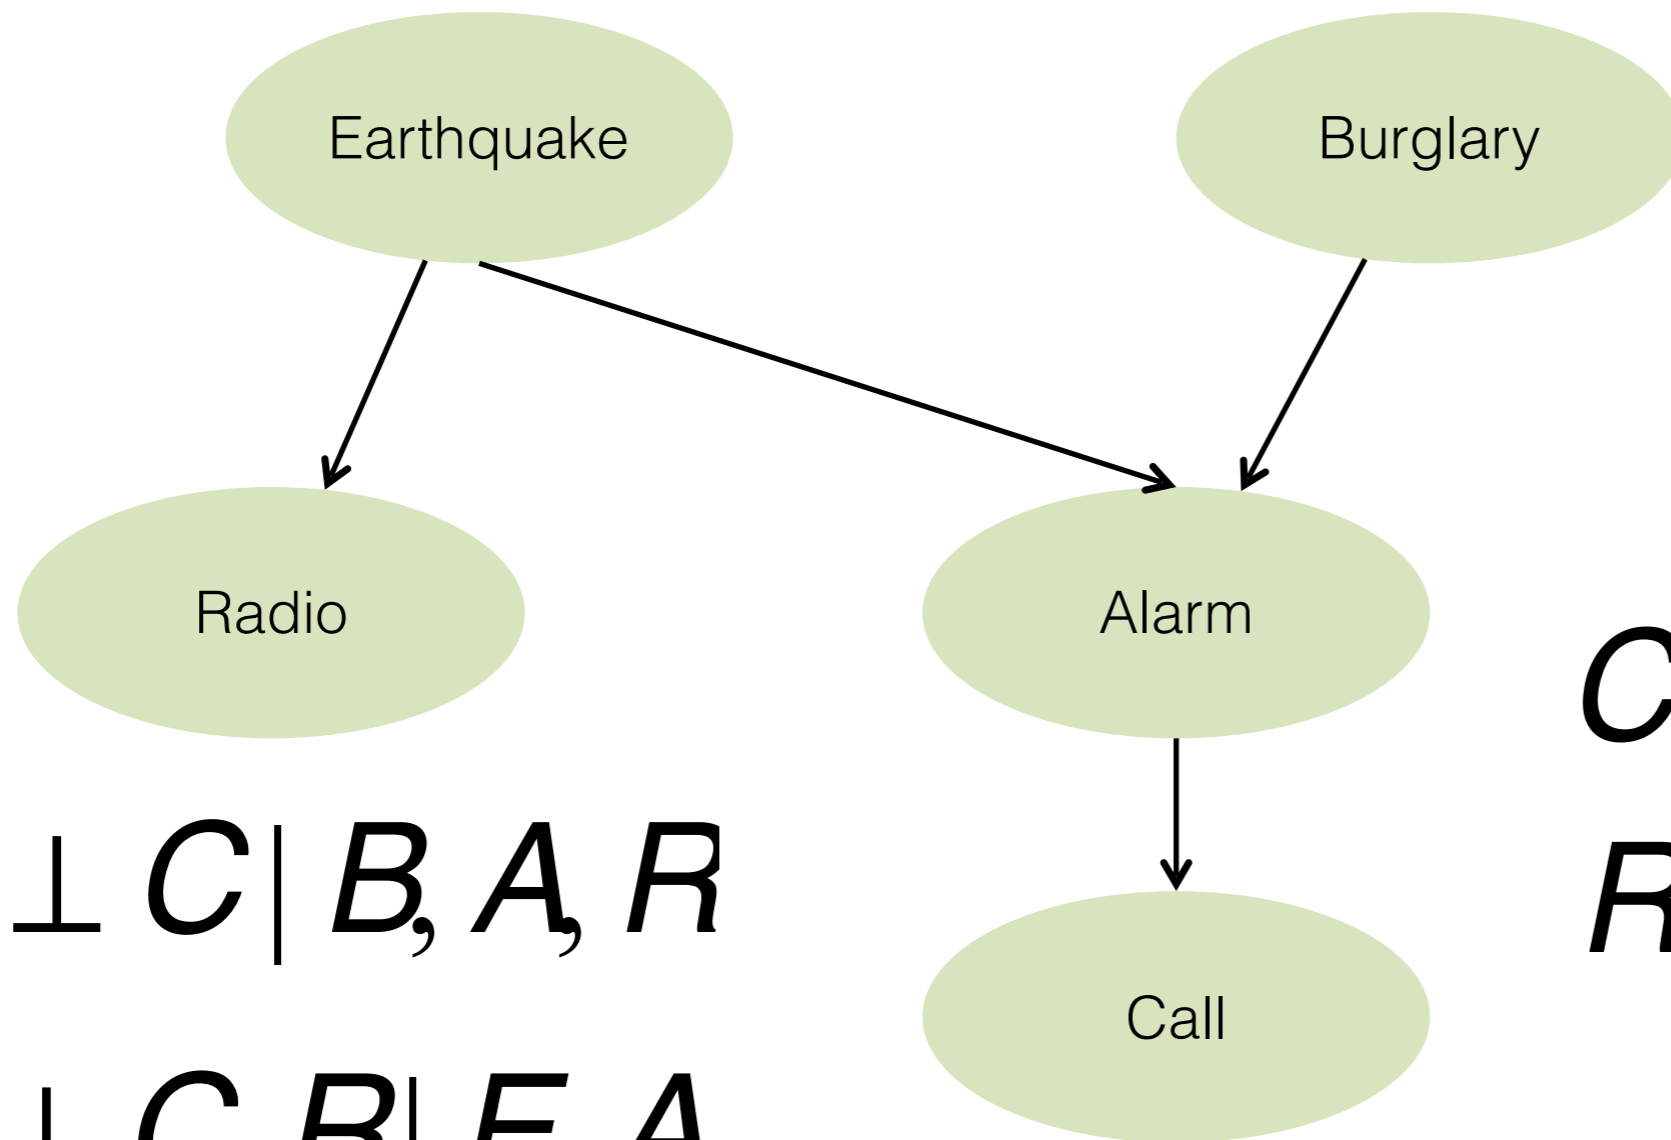 Earthquake
Burglary
Radio
Alarm
C
⊥ C | B, A, R
R
Call
⊥ C, R | E, A